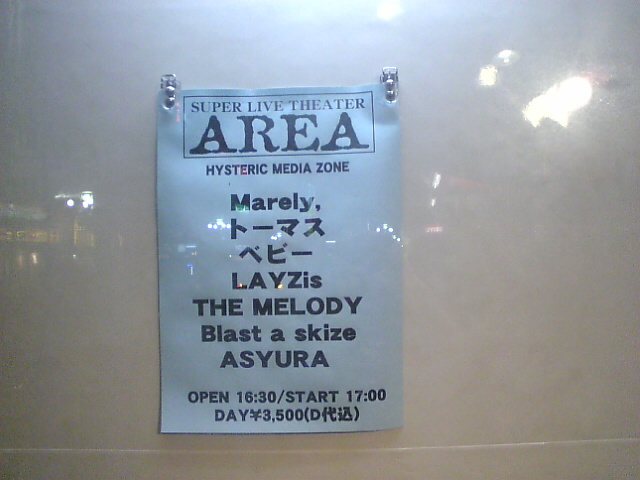 SUPER LIVE THEATER
AREA
HYSTERIC MEDIA ZONE
Marely,
トーマス
ベビー
LAYZis
THE MELODY
Blast a skize
ASYURA
OPEN 16:30/START 17:00
DAY¥3,500(D代込)